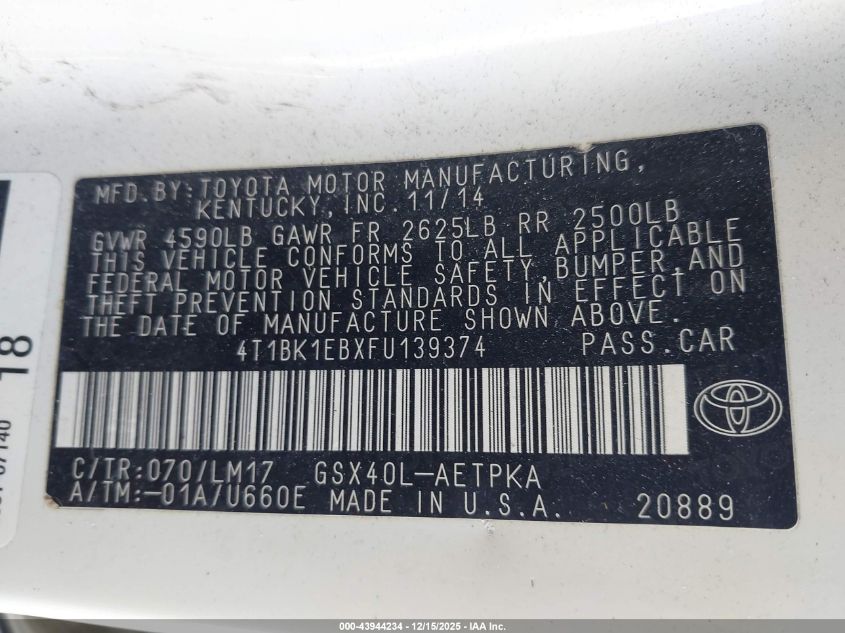 MFD.BY:TOYOTA MOTOR MANUFACTURING,
KENTUCKY,INC. 11/14
GVWR 4590LB GAWR FR 2625LB RR 2500LB
THIS VEHICLE CONFORMS TO ALL APPLICABLE
FEDERAL MOTOR VEHICLE SAFETY,BUMPER,AND
THEFT PREVENTION STANDARDS IN EFFECT ON
THE DATE OF MANUFACTURE SHOWN ABOVE.
4T1BK1EBXFU139374 PASS.CAR
C/TR:070/LM17 GSX40L-AETPKA
A/TM:-01A/U660E MADE IN U.S.A. 20889
18
000-43944234 - 12/15/2025 - IAA Inc.